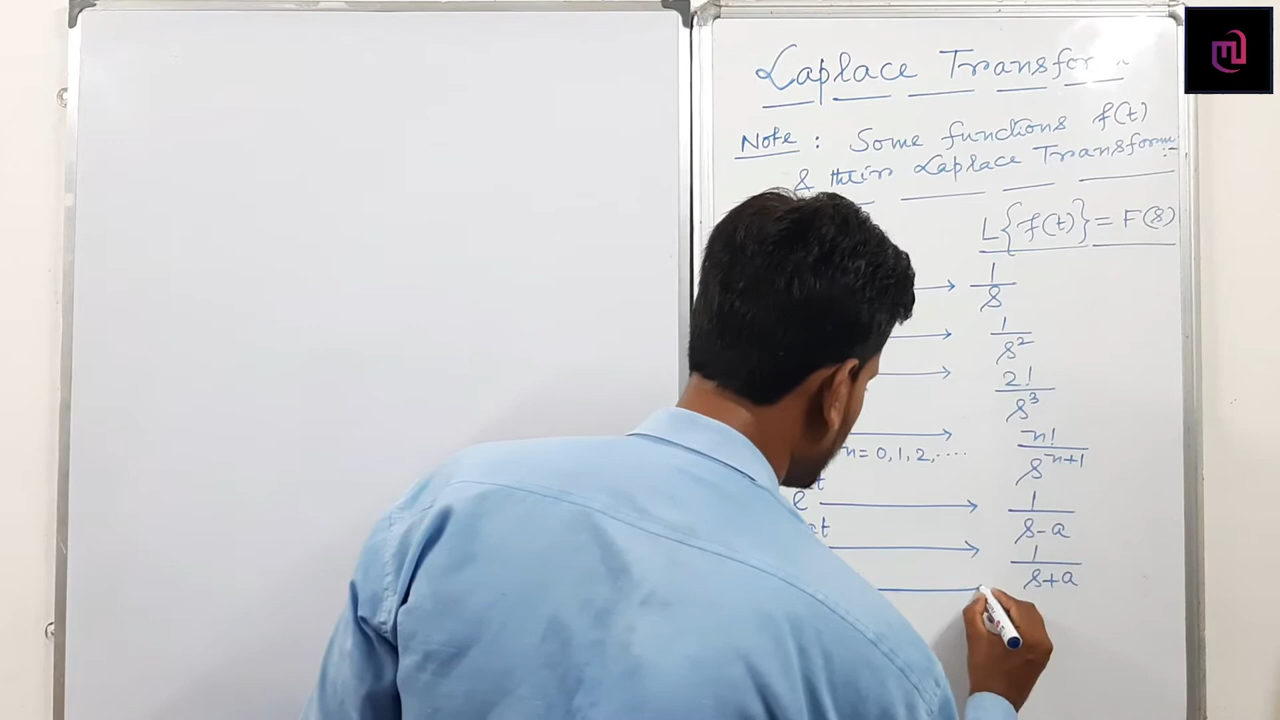 Laplace Transform
Note : Some functions f(t)
& their Laplace Transform :-
L{f(t)} = F(s)
1/s
1/s²
2!/s³
n = 0, 1, 2, ....
n!/s^(n+1)
e 1/(s-a)
at 1/(s+a)